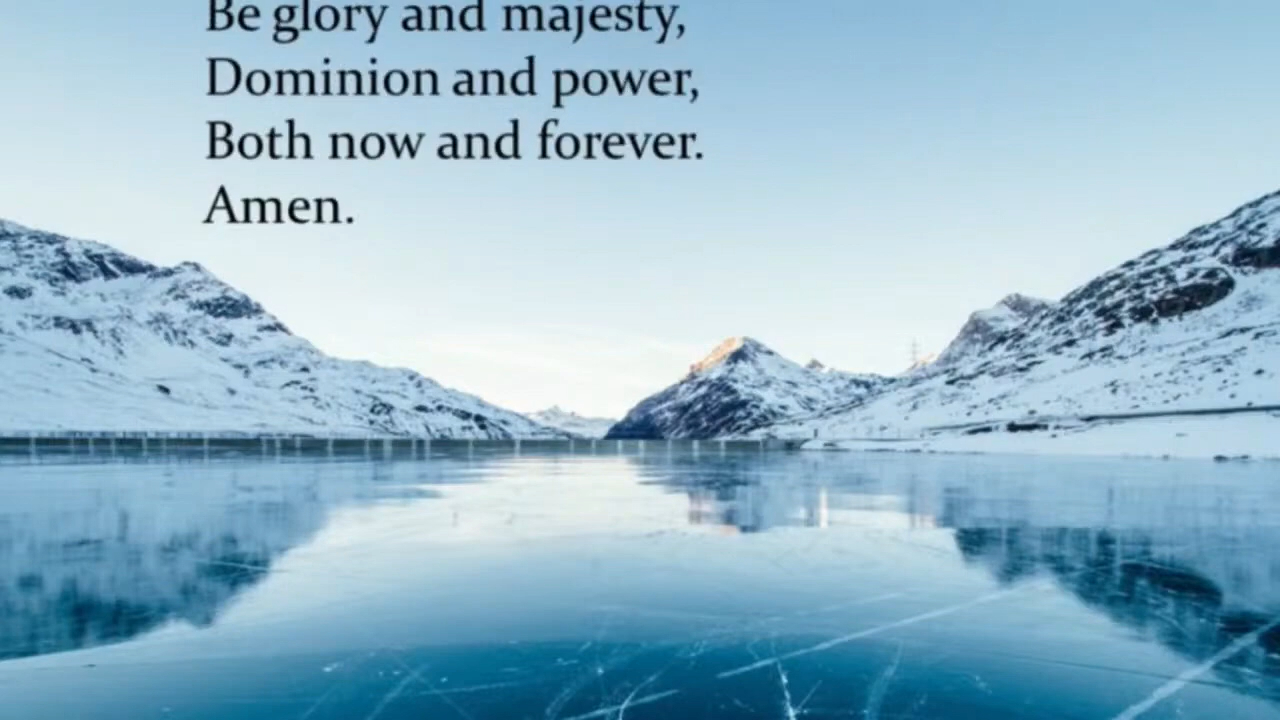 Be glory and majesty,
Dominion and power,
Both now and forever.
Amen.